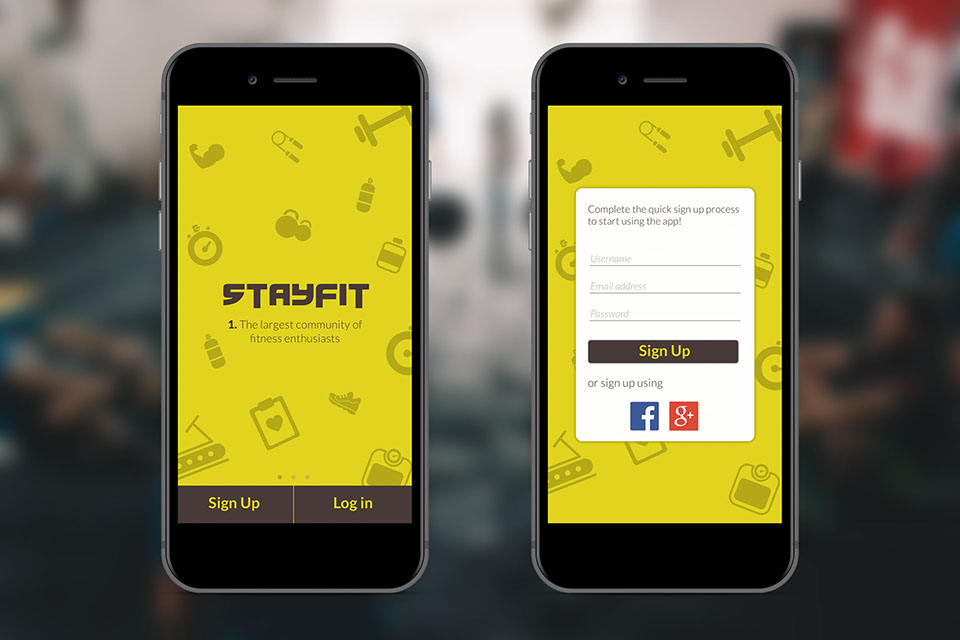 STAYFIT
1. The largest community of
fitness enthusiasts
Sign Up
Log in
Complete the quick sign up process
to start using the app!
Username
Email address
Password
Sign Up
or sign up using
f
g+